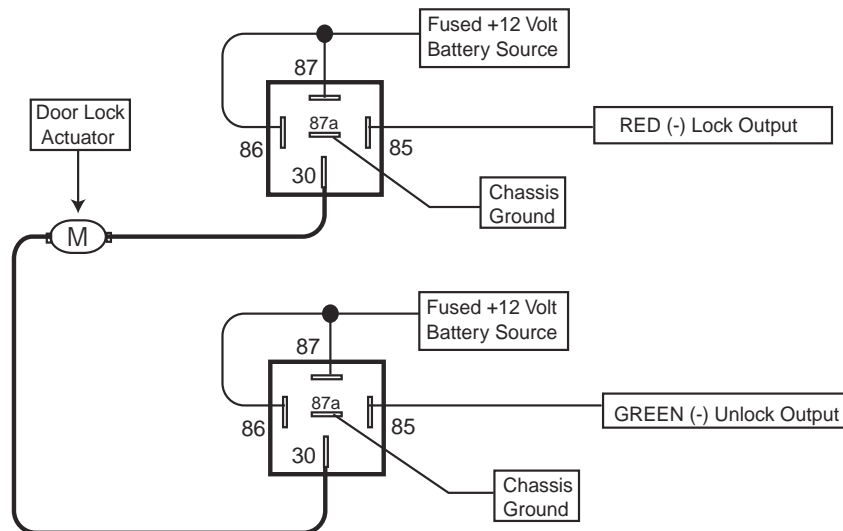 Fused +12 Volt
Battery Source
87
Door Lock
Actuator
87a
86
85
RED (-) Lock Output
30
Chassis
Ground
M
Fused +12 Volt
Battery Source
87
87a
86
85
GREEN (-) Unlock Output
30
Chassis
Ground